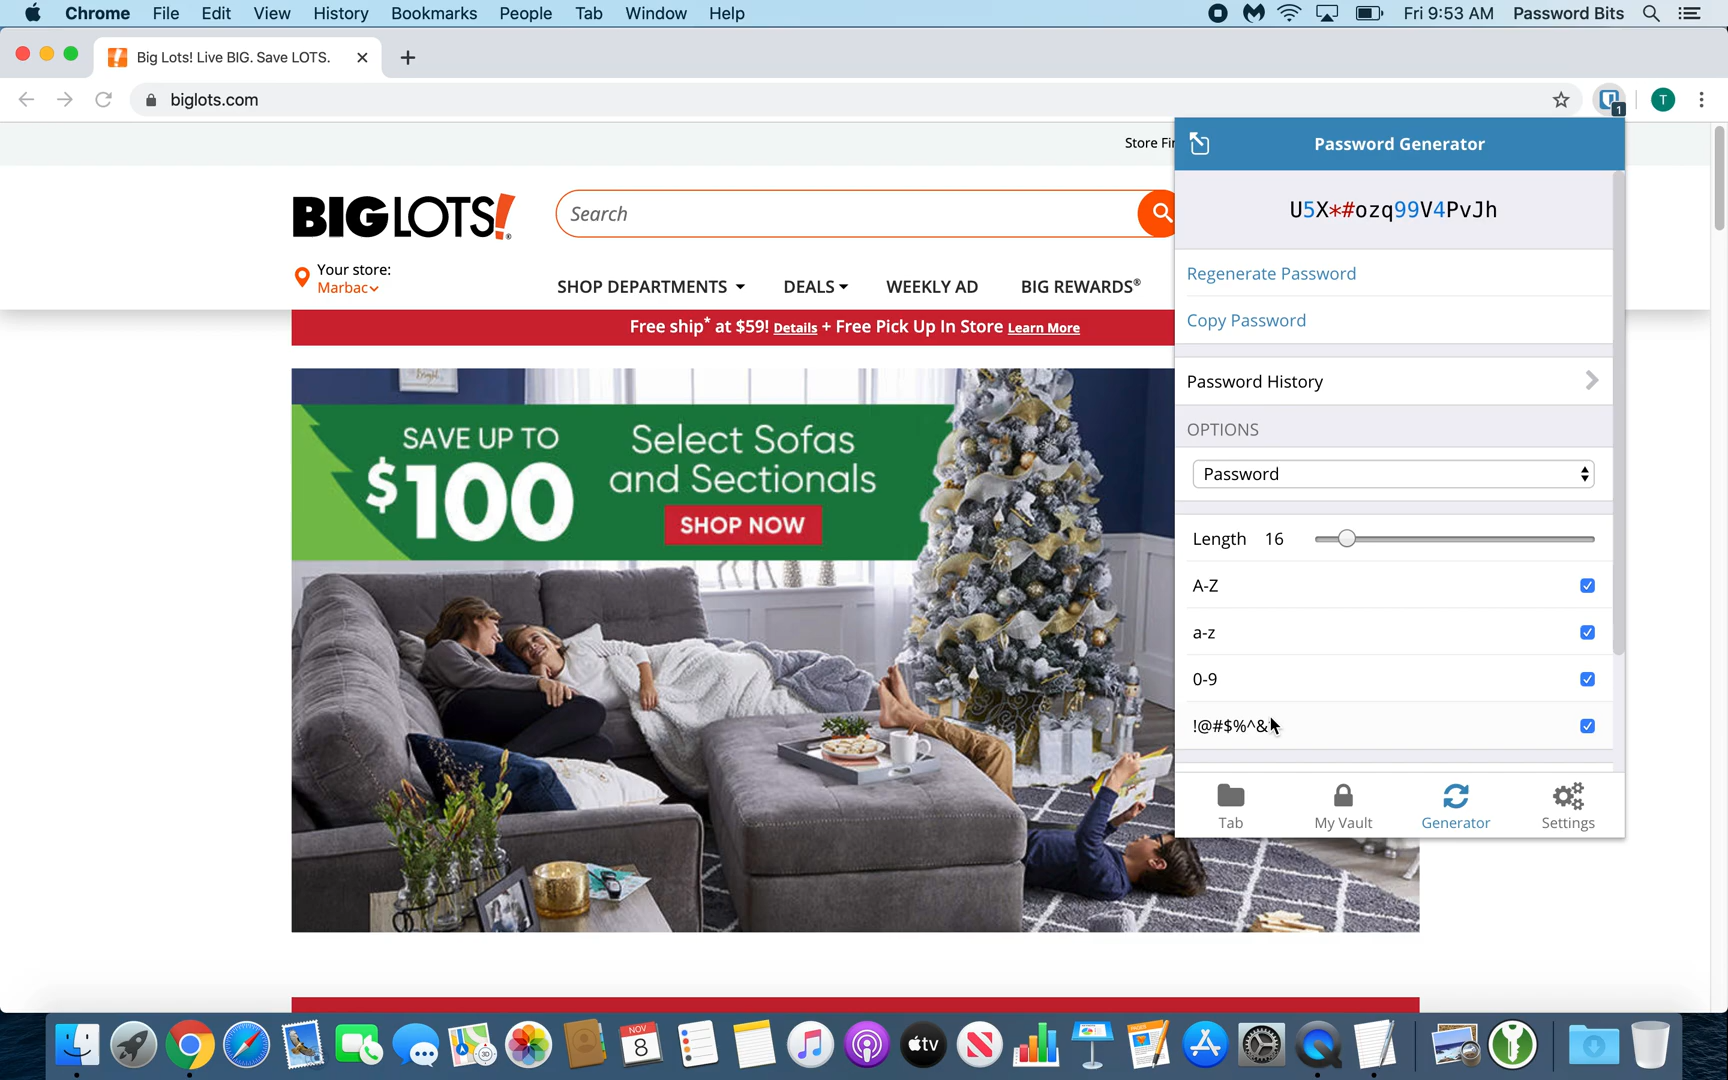 Chrome File Edit View History Bookmarks People Tab Window Help Fri 9:53 AM Password Bits
Big Lots! Live BIG. Save LOTS.
biglots.com
1
T
Store Fi
BIGLOTS!
Search
Your store:
Marbac
SHOP DEPARTMENTS DEALS WEEKLY AD BIG REWARDS®
Free ship* at $59! Details + Free Pick Up In Store Learn More
SAVE UP TO
$100
Select Sofas
and Sectionals
SHOP NOW
Password Generator
U5X*#ozq99V4PvJh
Regenerate Password
Copy Password
Password History
OPTIONS
Password
Length 16
A-Z
a-z
0-9
!@#$%^&
Tab My Vault Generator Settings
NOV
8
tv
PAGES